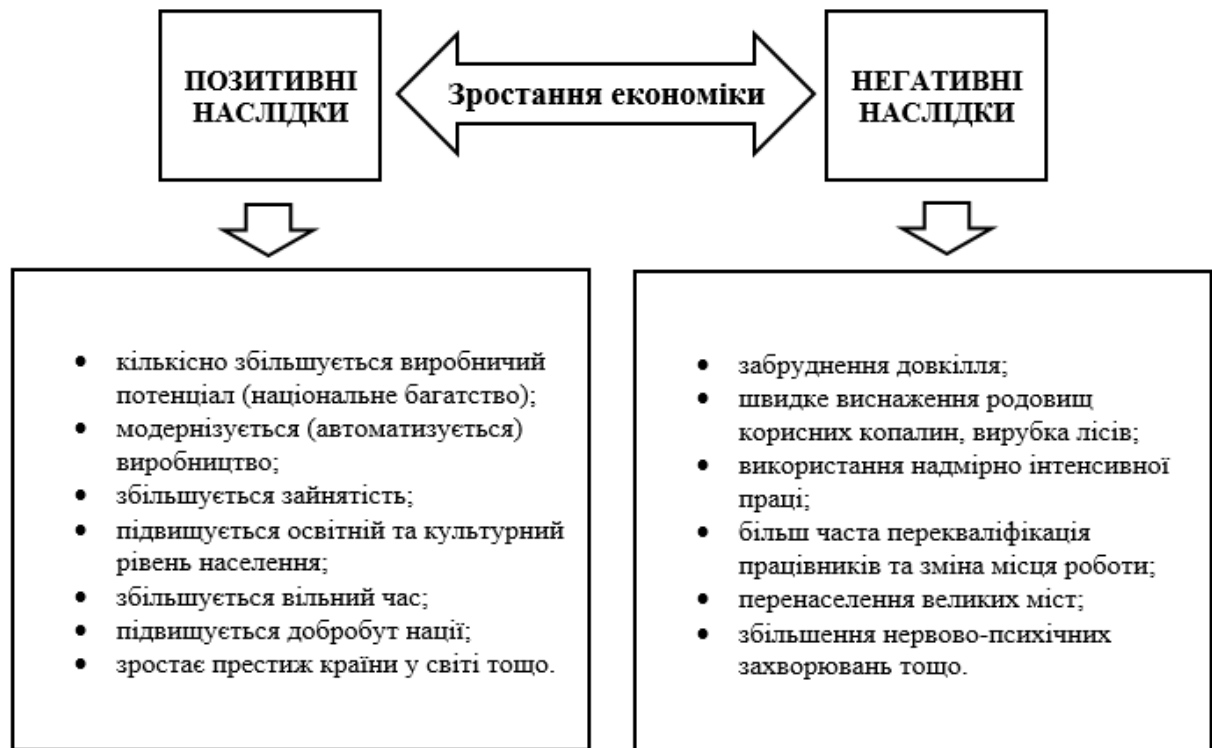 ПОЗИТИВНІ
НАСЛІДКИ
Зростання економіки
НЕГАТИВНІ
НАСЛІДКИ
• кількісно збільшується виробничий
потенціал (національне багатство);
• модернізується (автоматизується)
виробництво;
• збільшується зайнятість;
• підвищується освітній та культурний
рівень населення;
• збільшується вільний час;
• підвищується добробут нації;
• зростає престиж країни у світі тощо.
• забруднення довкілля;
• швидке виснаження родовищ
корисних копалин, вирубка лісів;
• використання надмірно інтенсивної
праці;
• більш часта перекваліфікація
працівників та зміна місця роботи;
• перенаселення великих міст;
• збільшення нервово-психічних
захворювань тощо.